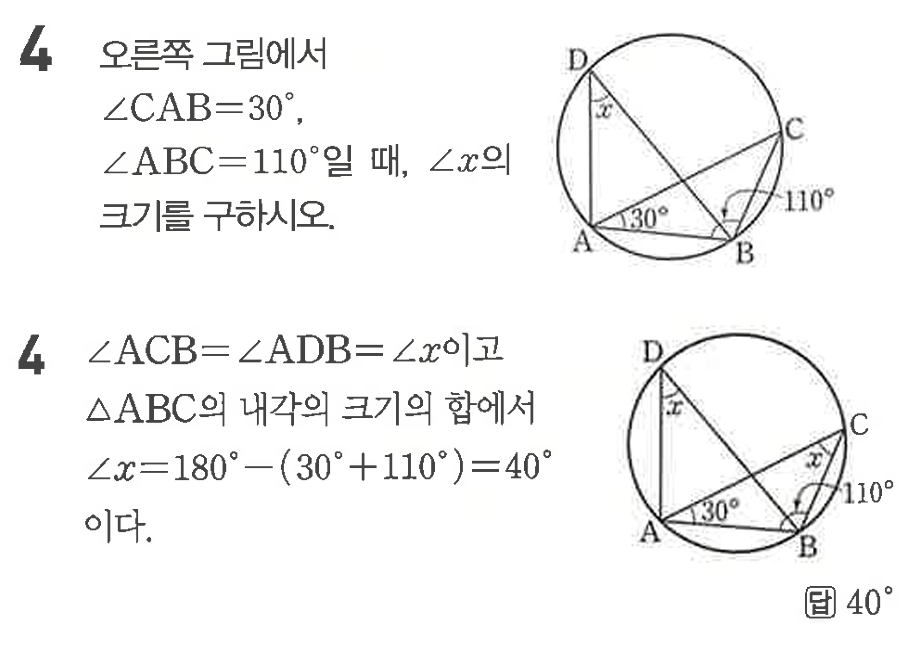 4 오른쪽 그림에서
∠CAB=30°,
∠ABC=110°일 때, ∠x의
크기를 구하시오.
D
x
C
110°
30°
A
B
4 ∠ACB=∠ADB=∠x이고
△ABC의 내각의 크기의 합에서
∠x=180°-(30°+110°)=40°
이다.
D
x
C
x
110°
30°
A
B
답 40°